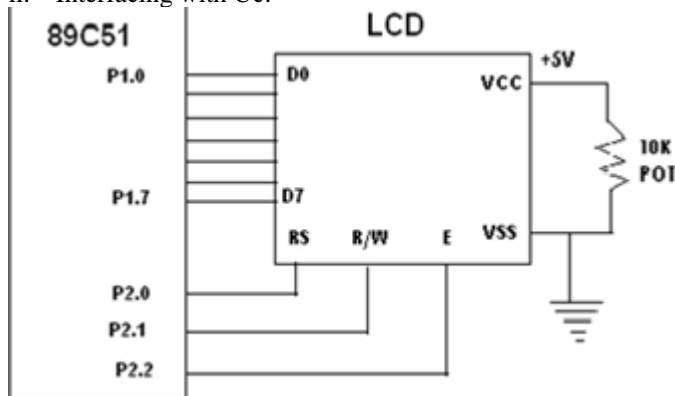 89C51
LCD
P1.0
D0
VCC
+5V
10K
POT
P1.7
D7
RS R/W E VSS
P2.0
P2.1
P2.2